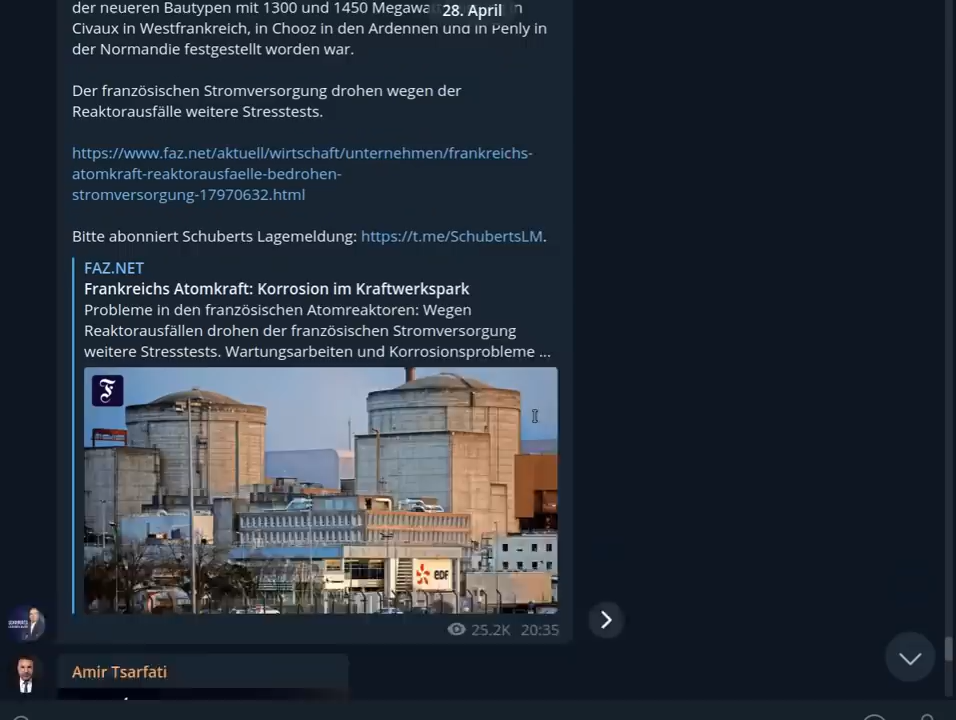 der neueren Bautypen mit 1300 und 1450
28. April
Civaux in Westfrankreich, in Chooz in den Ardennen und in Penly in
der Normandie festgestellt worden war.
Der französischen Stromversorgung drohen wegen der
Reaktorausfälle weitere Stresstests.
https://www.faz.net/aktuell/wirtschaft/unternehmen/frankreichs-
atomkraft-reaktorausfaelle-bedrohen-
stromversorgung-17970632.html
Bitte abonniert Schuberts Lagemeldung: https://t.me/SchubertsLM.
FAZ.NET
Frankreichs Atomkraft: Korrosion im Kraftwerkspark
Probleme in den französischen Atomreaktoren: Wegen
Reaktorausfällen drohen der französischen Stromversorgung
weitere Stresstests. Wartungsarbeiten und Korrosionsprobleme ...
F
eDF
25.2K 20:35
Amir Tsarfati